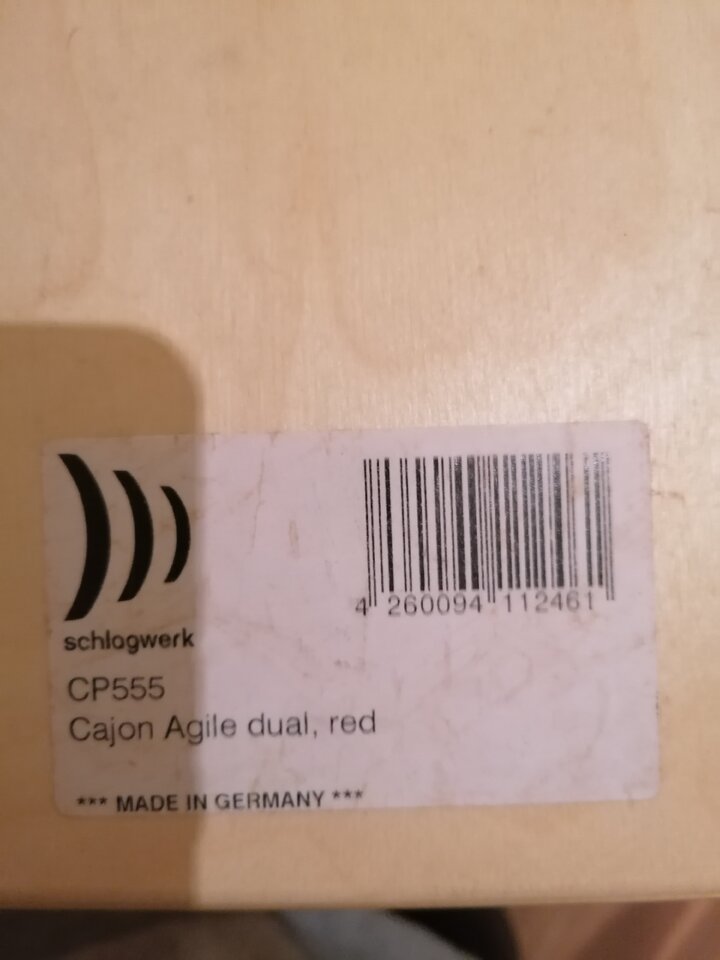 4 260094 112461
schlagwerk
CP555
Cajon Agile dual, red
*** MADE IN GERMANY ***